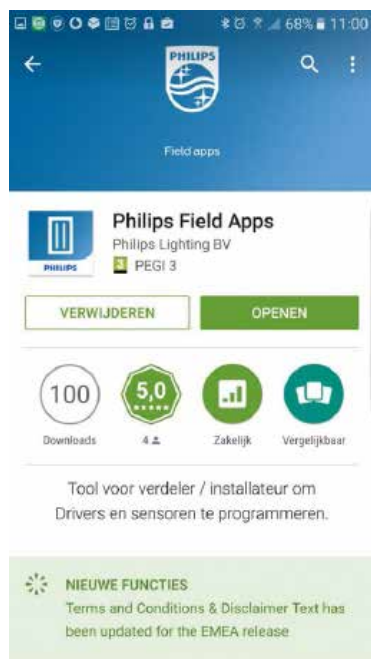 68% 11:00
PHILIPS
Field apps
PHILIPS
Philips Field Apps
Philips Lighting BV
3 PEGI 3
VERWIJDEREN
OPENEN
100
5,0
Downloads
4
Zakelijk
Vergelijkbaar
Tool voor verdeler / installateur om
Drivers en sensoren te programmeren.
NIEUWE FUNCTIES
Terms and Conditions & Disclaimer Text has
been updated for the EMEA release